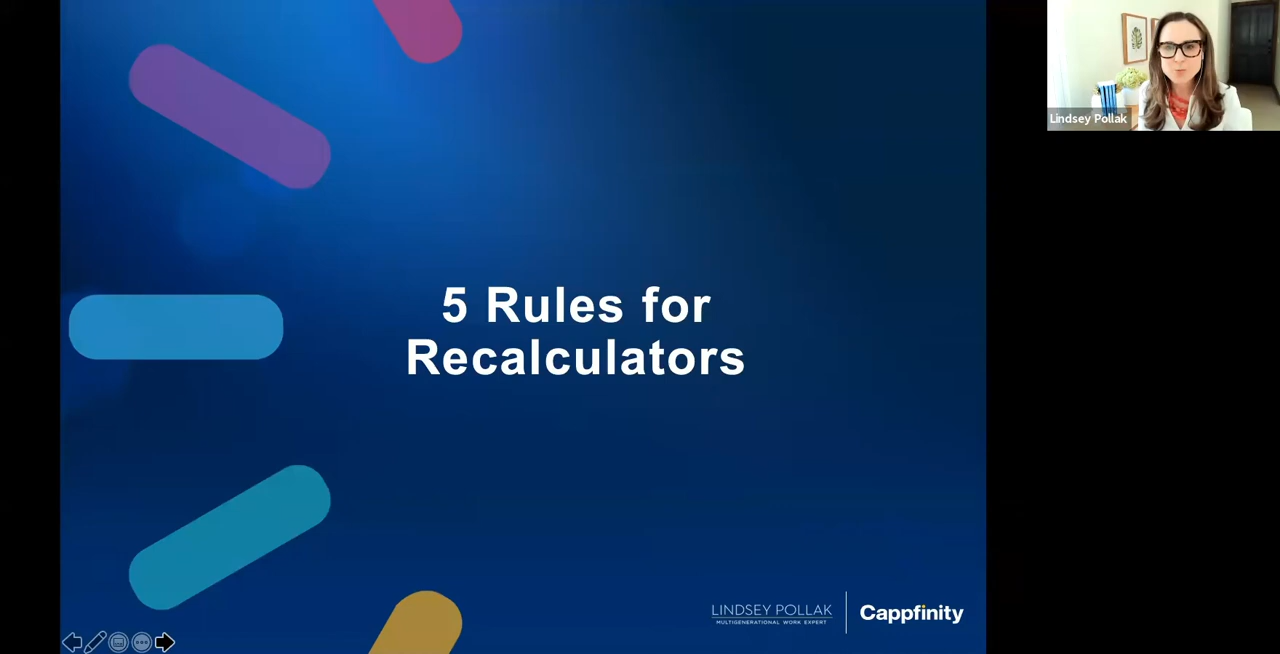 Lindsey Pollak
5 Rules for
Recalculators
LINDSEY POLLAK
MULTIGENERATIONAL WORK EXPERT
Cappfinity